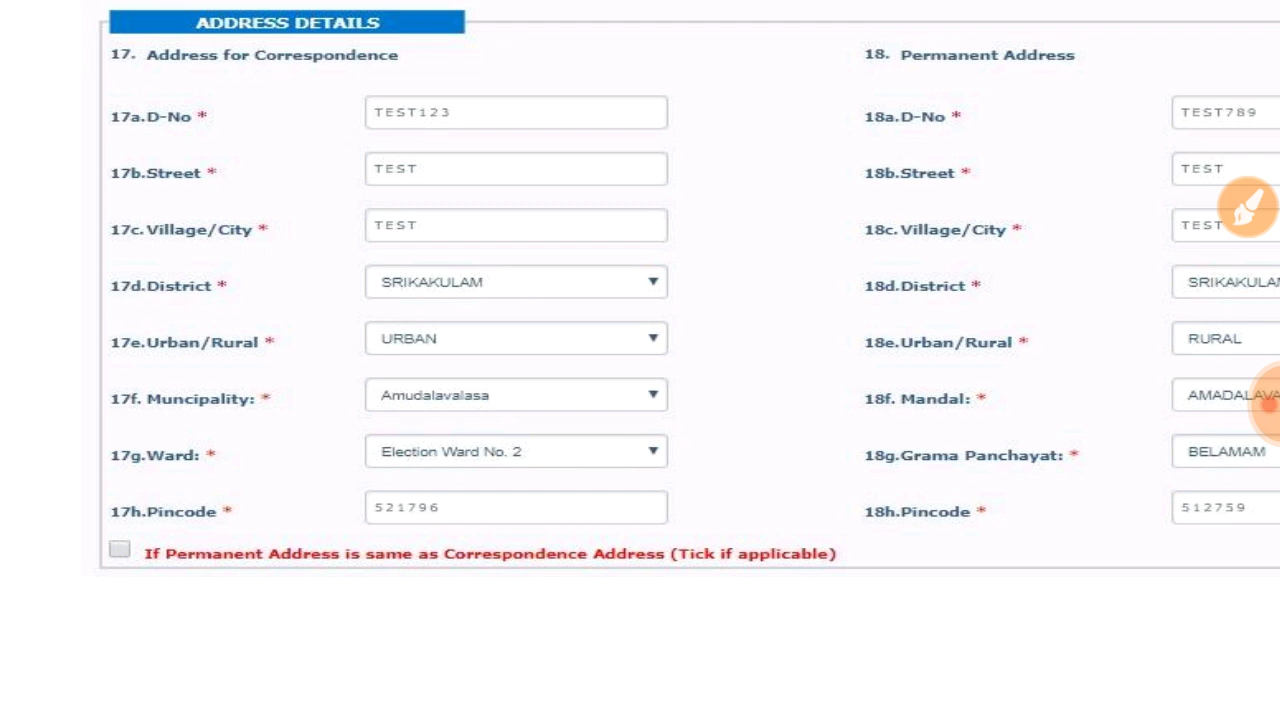 ADDRESS DETAILS
17. Address for Correspondence
18. Permanent Address
17a.D-No * TEST123
18a.D-No * TEST789
17b.Street * TEST
18b.Street * TEST
17c.Village/City * TEST
18c.Village/City * TEST
17d.District * SRIKAKULAM
18d.District *
17e.Urban/Rural * URBAN
18e.Urban/Rural * RURAL
17f. Muncipality: * Amudalavalasa
18f. Mandal: *
17g.Ward: * Election Ward No. 2
18g.Grama Panchayat: * BELAMAM
17h.Pincode * 521796
18h.Pincode * 512759
If Permanent Address is same as Correspondence Address (Tick if applicable)